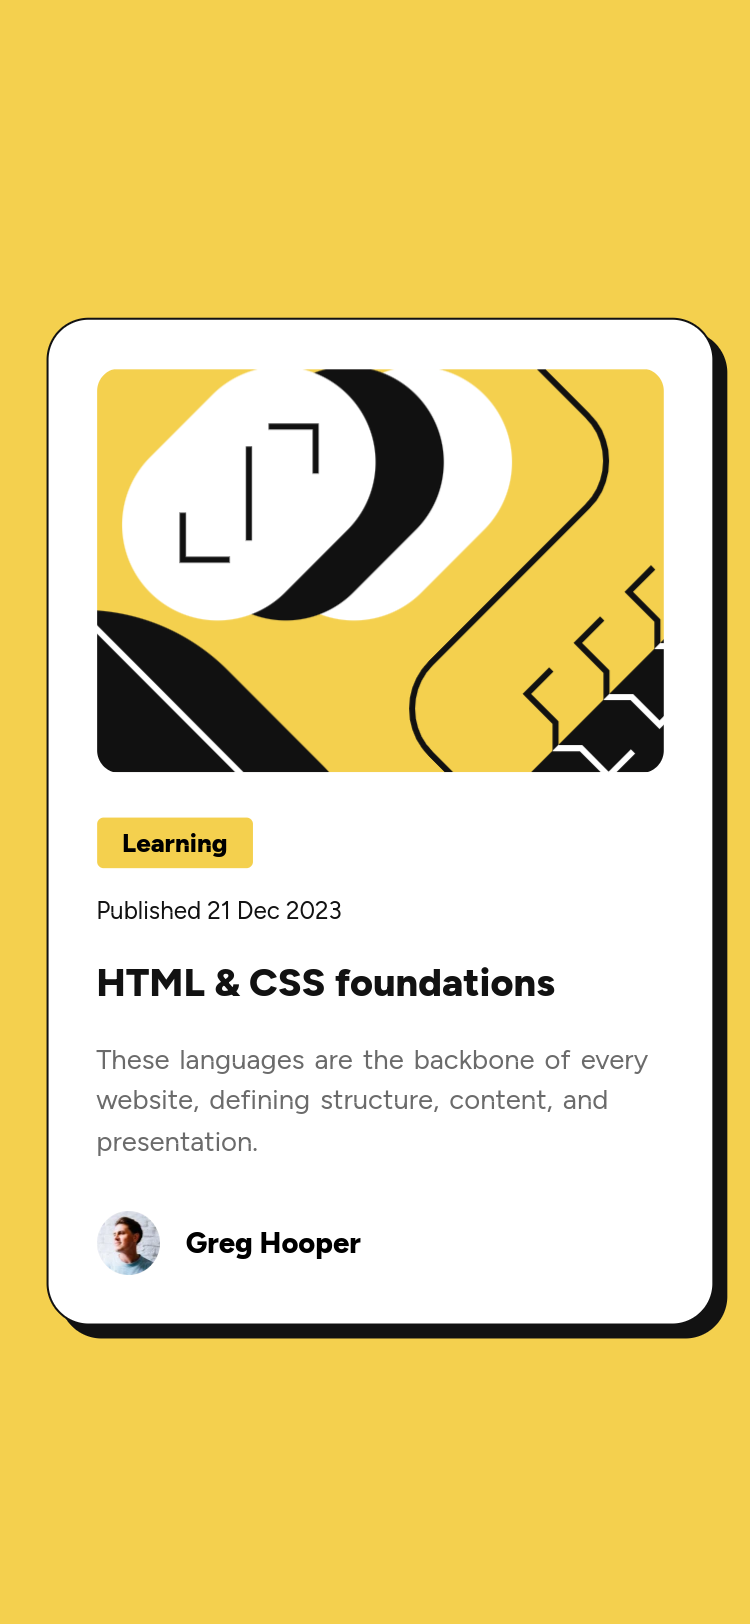 Learning
Published 21 Dec 2023
HTML & CSS foundations
These languages are the backbone of every
website, defining structure, content, and
presentation.
Greg Hooper